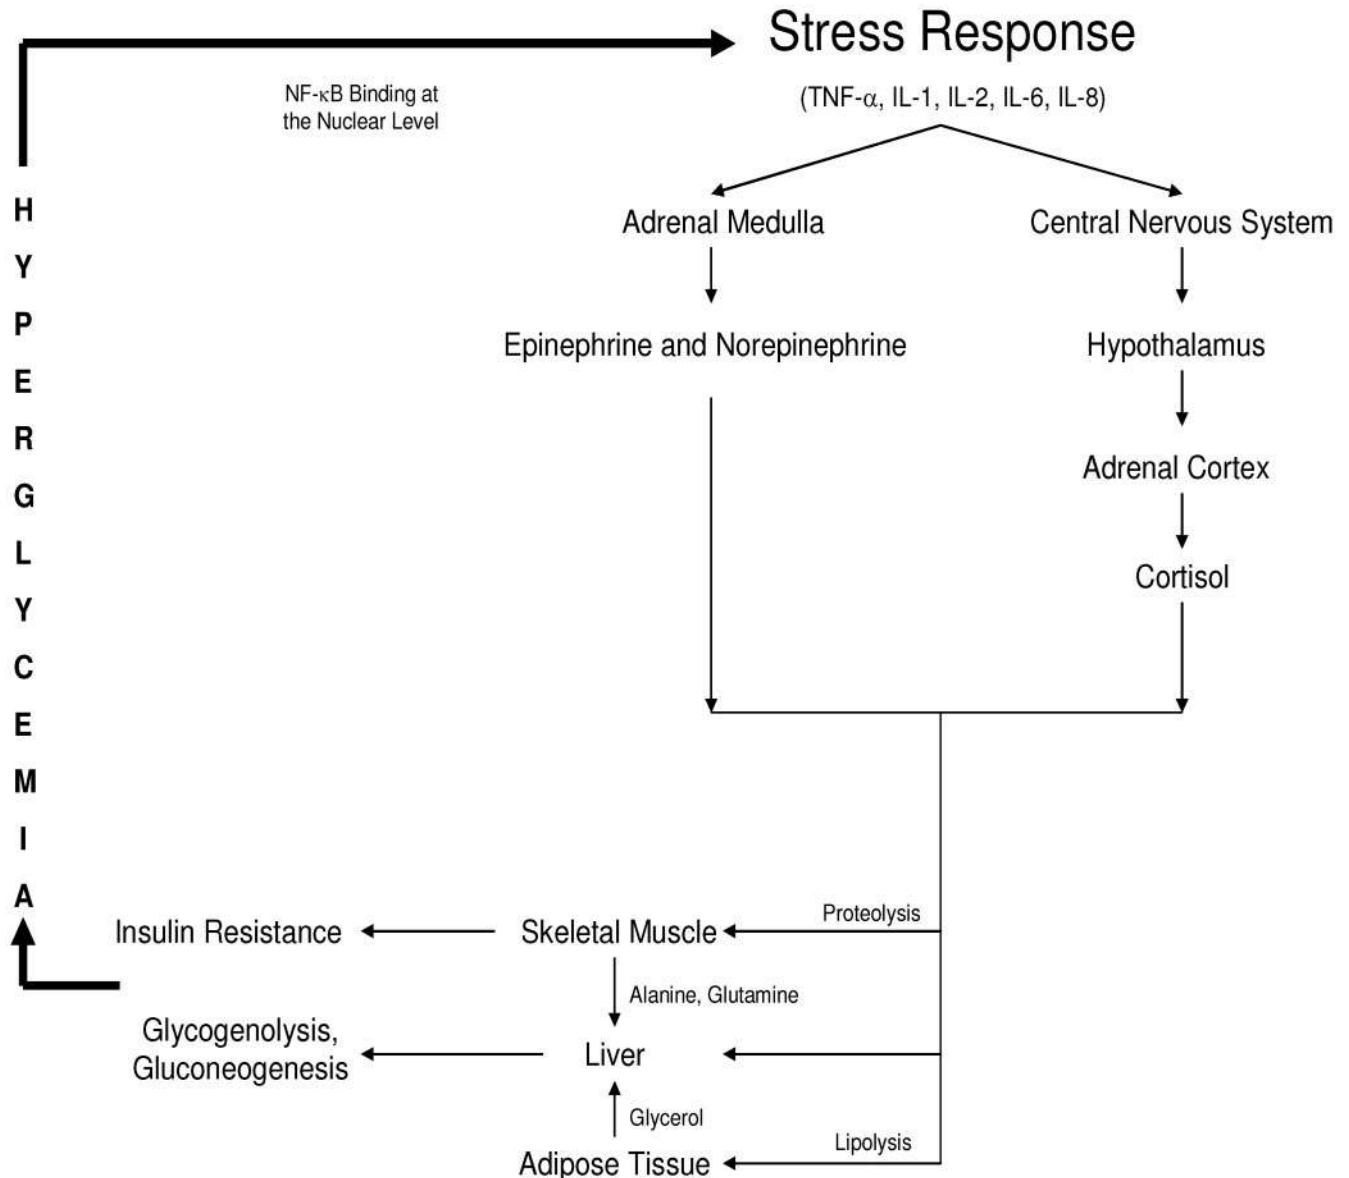 Stress Response
NF-κB Binding at
the Nuclear Level
(TNF-α, IL-1, IL-2, IL-6, IL-8)
Adrenal Medulla
Central Nervous System
Epinephrine and Norepinephrine
Hypothalamus
Adrenal Cortex
Cortisol
HYPERGLYCEMIA
Proteolysis
Insulin Resistance
Skeletal Muscle
Alanine, Glutamine
Glycogenolysis,
Gluconeogenesis
Liver
Glycerol
Lipolysis
Adipose Tissue